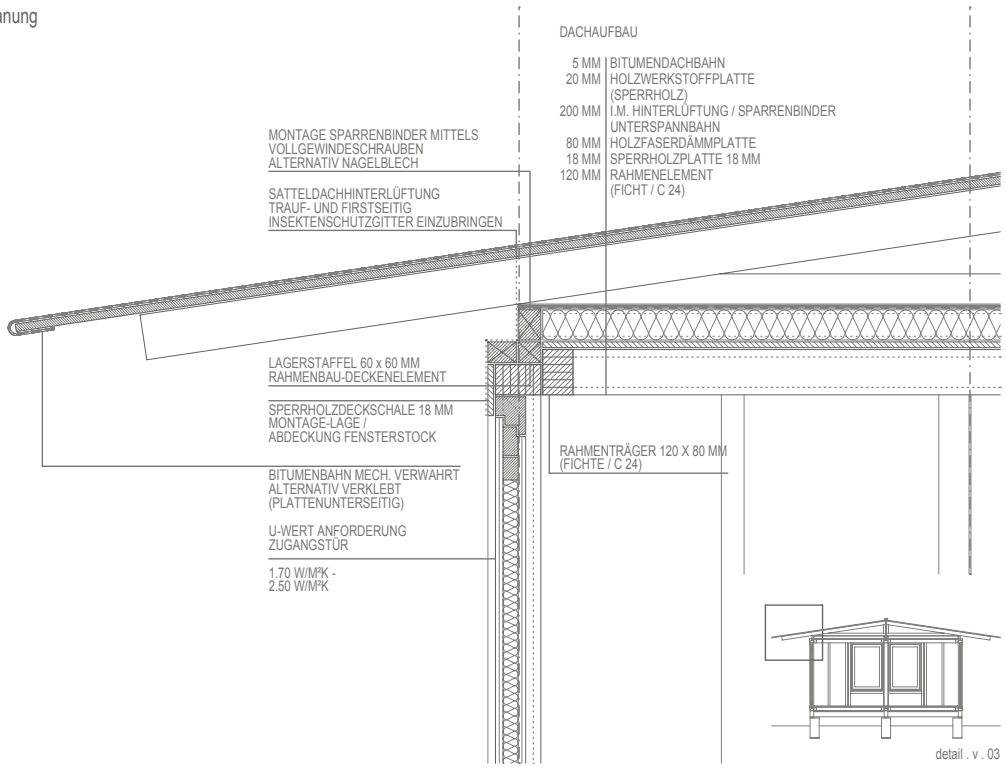 DACHAUFBAU
5 MM BITUMENDACHBAHN
20 MM HOLZWERKSTOFFPLATTE
(SPERRHOLZ)
200 MM I.M. HINTERLÜFTUNG / SPARRENBINDER
UNTERSPANNBAHN
80 MM HOLZFASERDÄMMPLATTE
18 MM SPERRHOLZPLATTE 18 MM
120 MM RAHMENELEMENT
(FICHT / C 24)
MONTAGE SPARRENBINDER MITTELS
VOLLGEWINDESCHRAUBEN
ALTERNATIV NAGELBLECH
SATTELDACHHINTERLÜFTUNG
TRAUF- UND FIRSTSEITIG
INSEKTENSCHUTZGITTER EINZUBRINGEN
LAGERSTAFFEL 60 x 60 MM
RAHMENBAU-DECKENELEMENT
SPERRHOLZDECKSCHALE 18 MM
MONTAGE-LAGE /
ABDECKUNG FENSTERSTOCK
BITUMENBAHN MECH. VERWAHRT
ALTERNATIV VERKLEBT
(PLATTENUNTERSEITIG)
U-WERT ANFORDERUNG
ZUGANGSTÜR
1.70 W/M²K -
2.50 W/M²K
RAHMENTRÄGER 120 X 80 MM
(FICHTE / C 24)
detail . v . 03